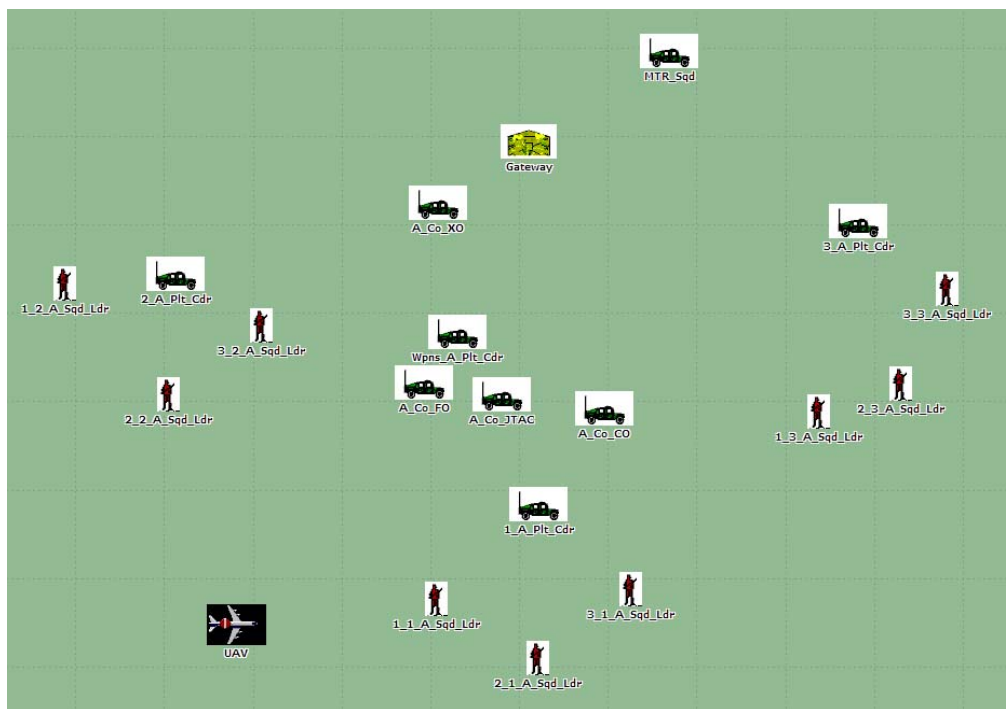 MTR_Sqd
Gateway
A_Co_XO
3_A_Plt_Cdr
1_2_A_Sqd_Ldr
2_A_Plt_Cdr
3_3_A_Sqd_Ldr
3_2_A_Sqd_Ldr
Wpns_A_Plt_Cdr
A_Co_FO
A_Co_JTAC
A_Co_CO
2_3_A_Sqd_Ldr
2_2_A_Sqd_Ldr
1_3_A_Sqd_Ldr
1_A_Plt_Cdr
1_1_A_Sqd_Ldr
3_1_A_Sqd_Ldr
UAV
2_1_A_Sqd_Ldr